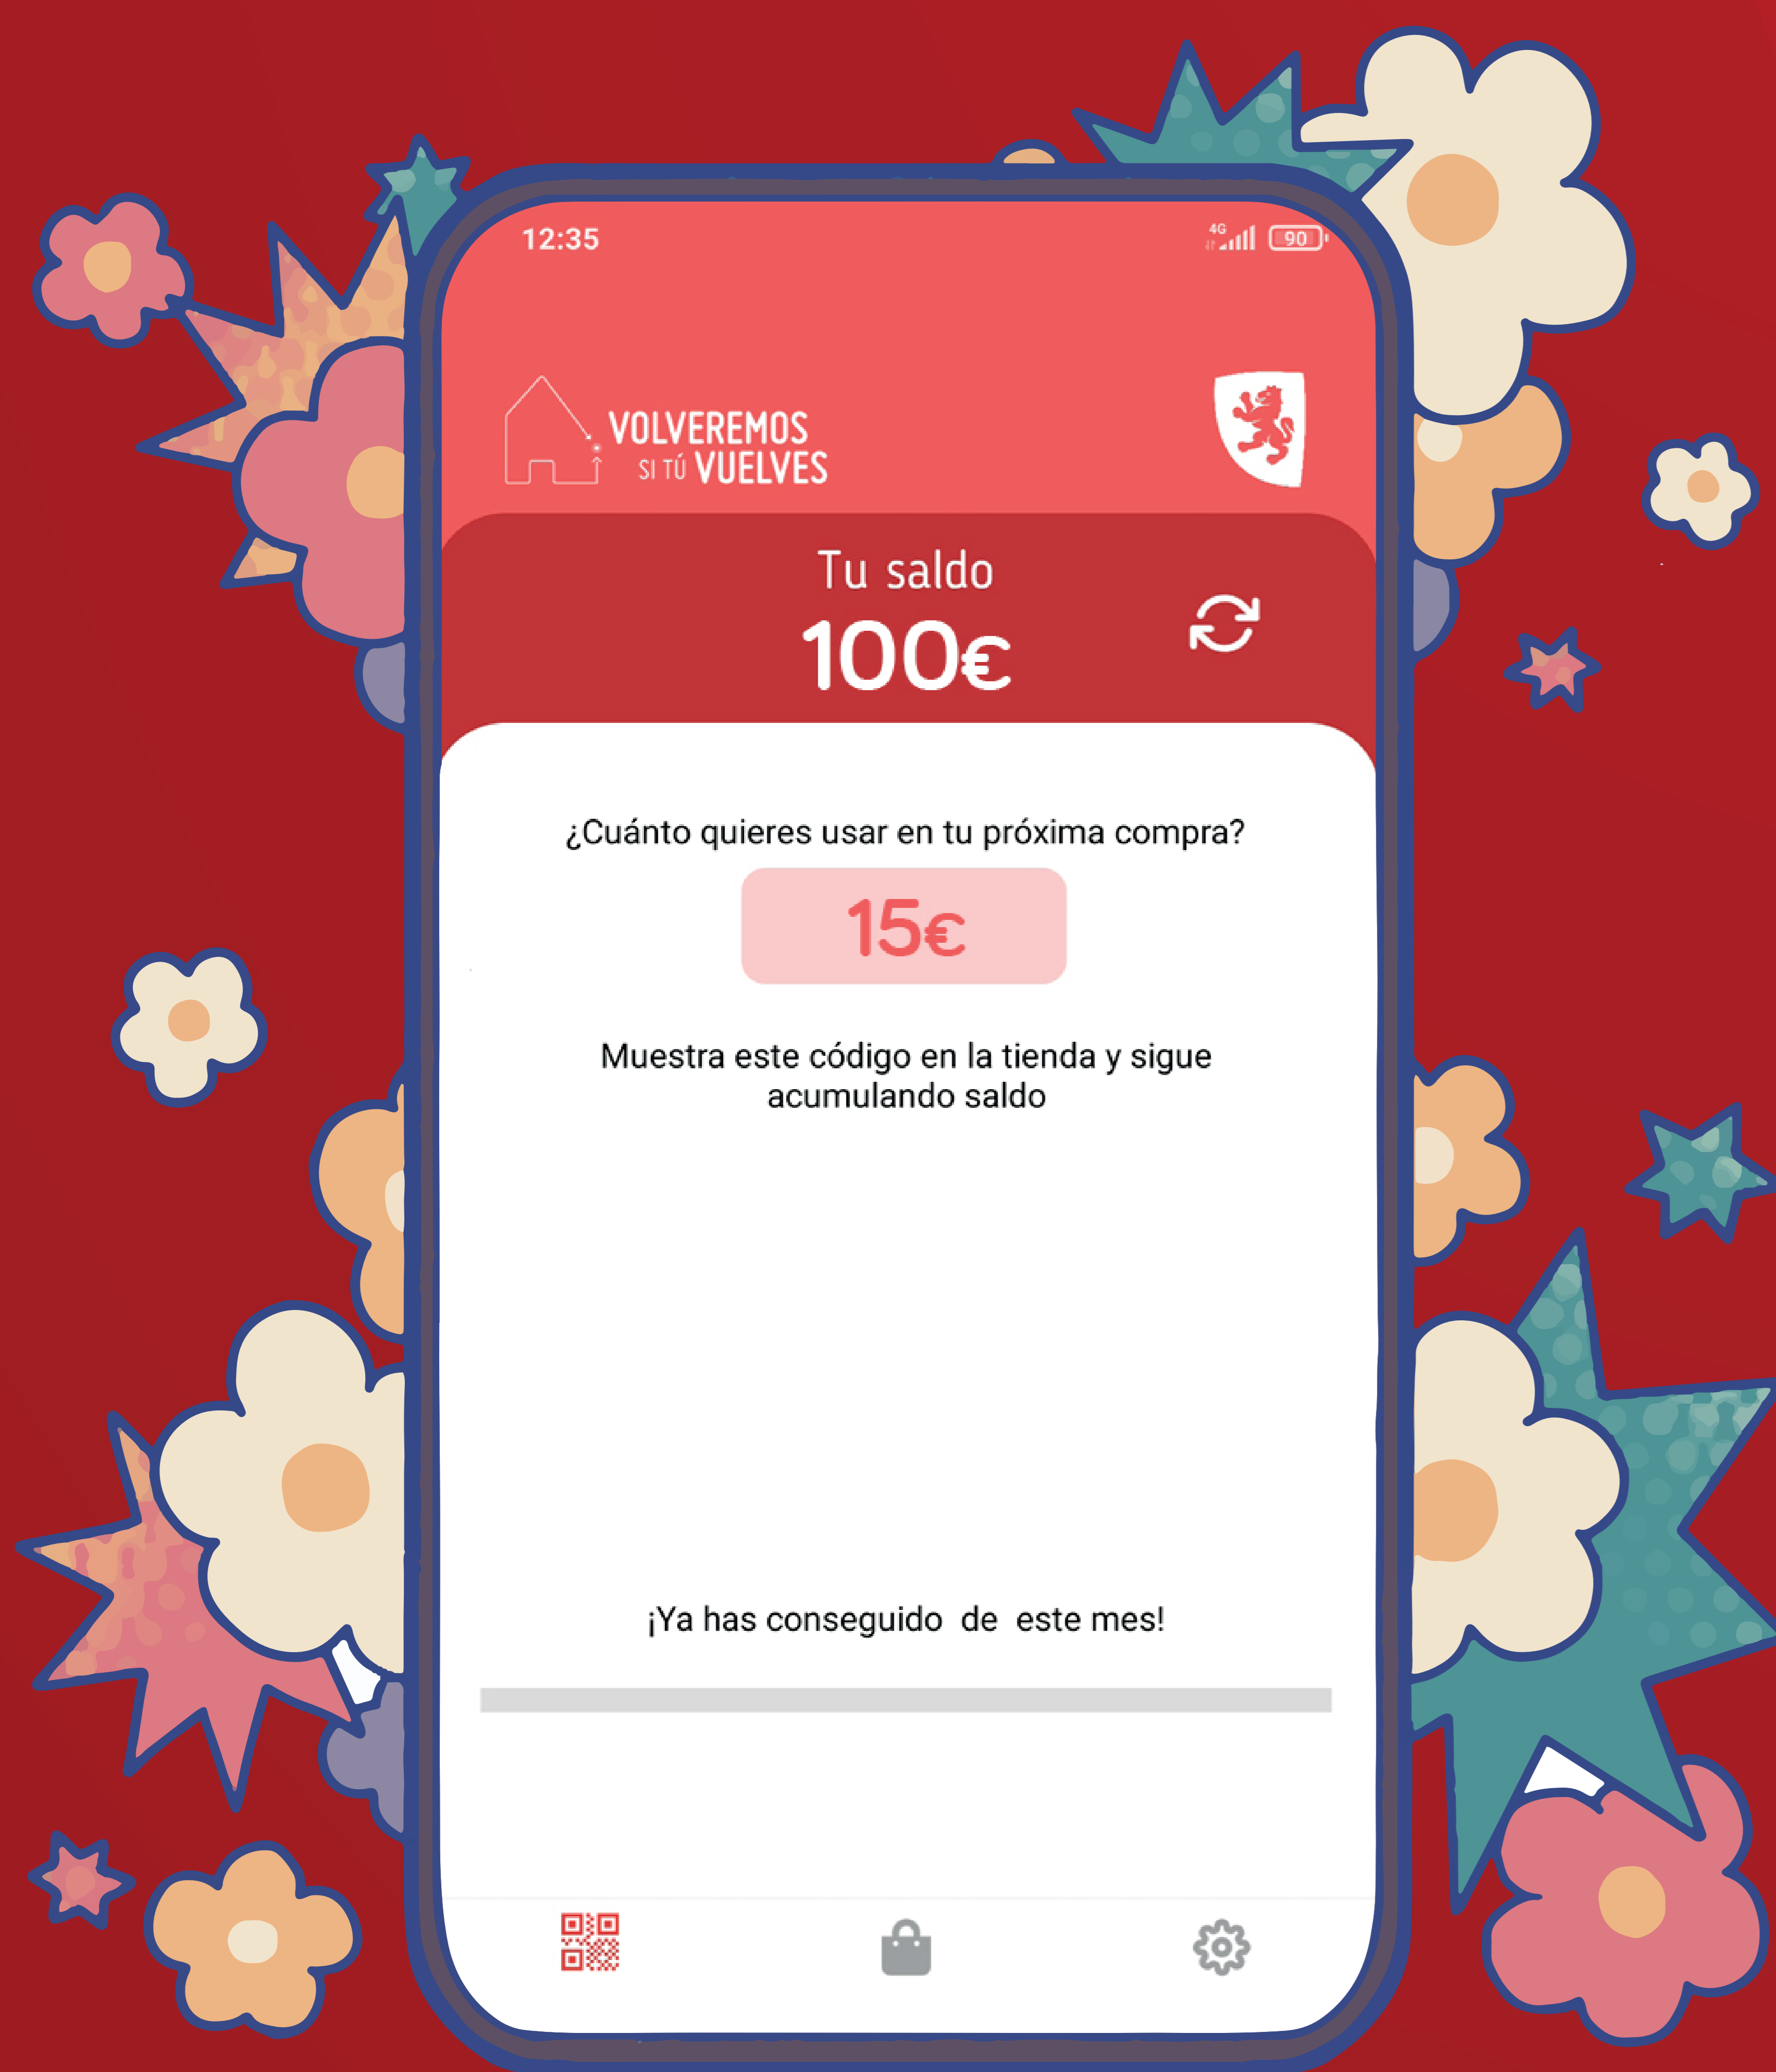 12:35
4G
90
VOLVEREMOS
SI TÚ VUELVES
Tu saldo
100€
¿Cuánto quieres usar en tu próxima compra?
15€
Muestra este código en la tienda y sigue
acumulando saldo
¡Ya has conseguido  de  este mes!